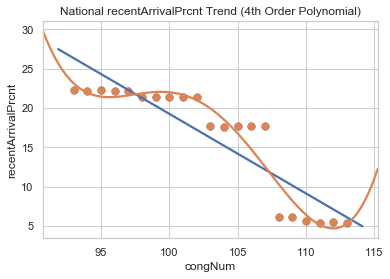 National recentArrivalPrcnt Trend (4th Order Polynomial)
30
25
20
15
10
5
recentArrivalPrcnt
95 100 105 110 115
congNum